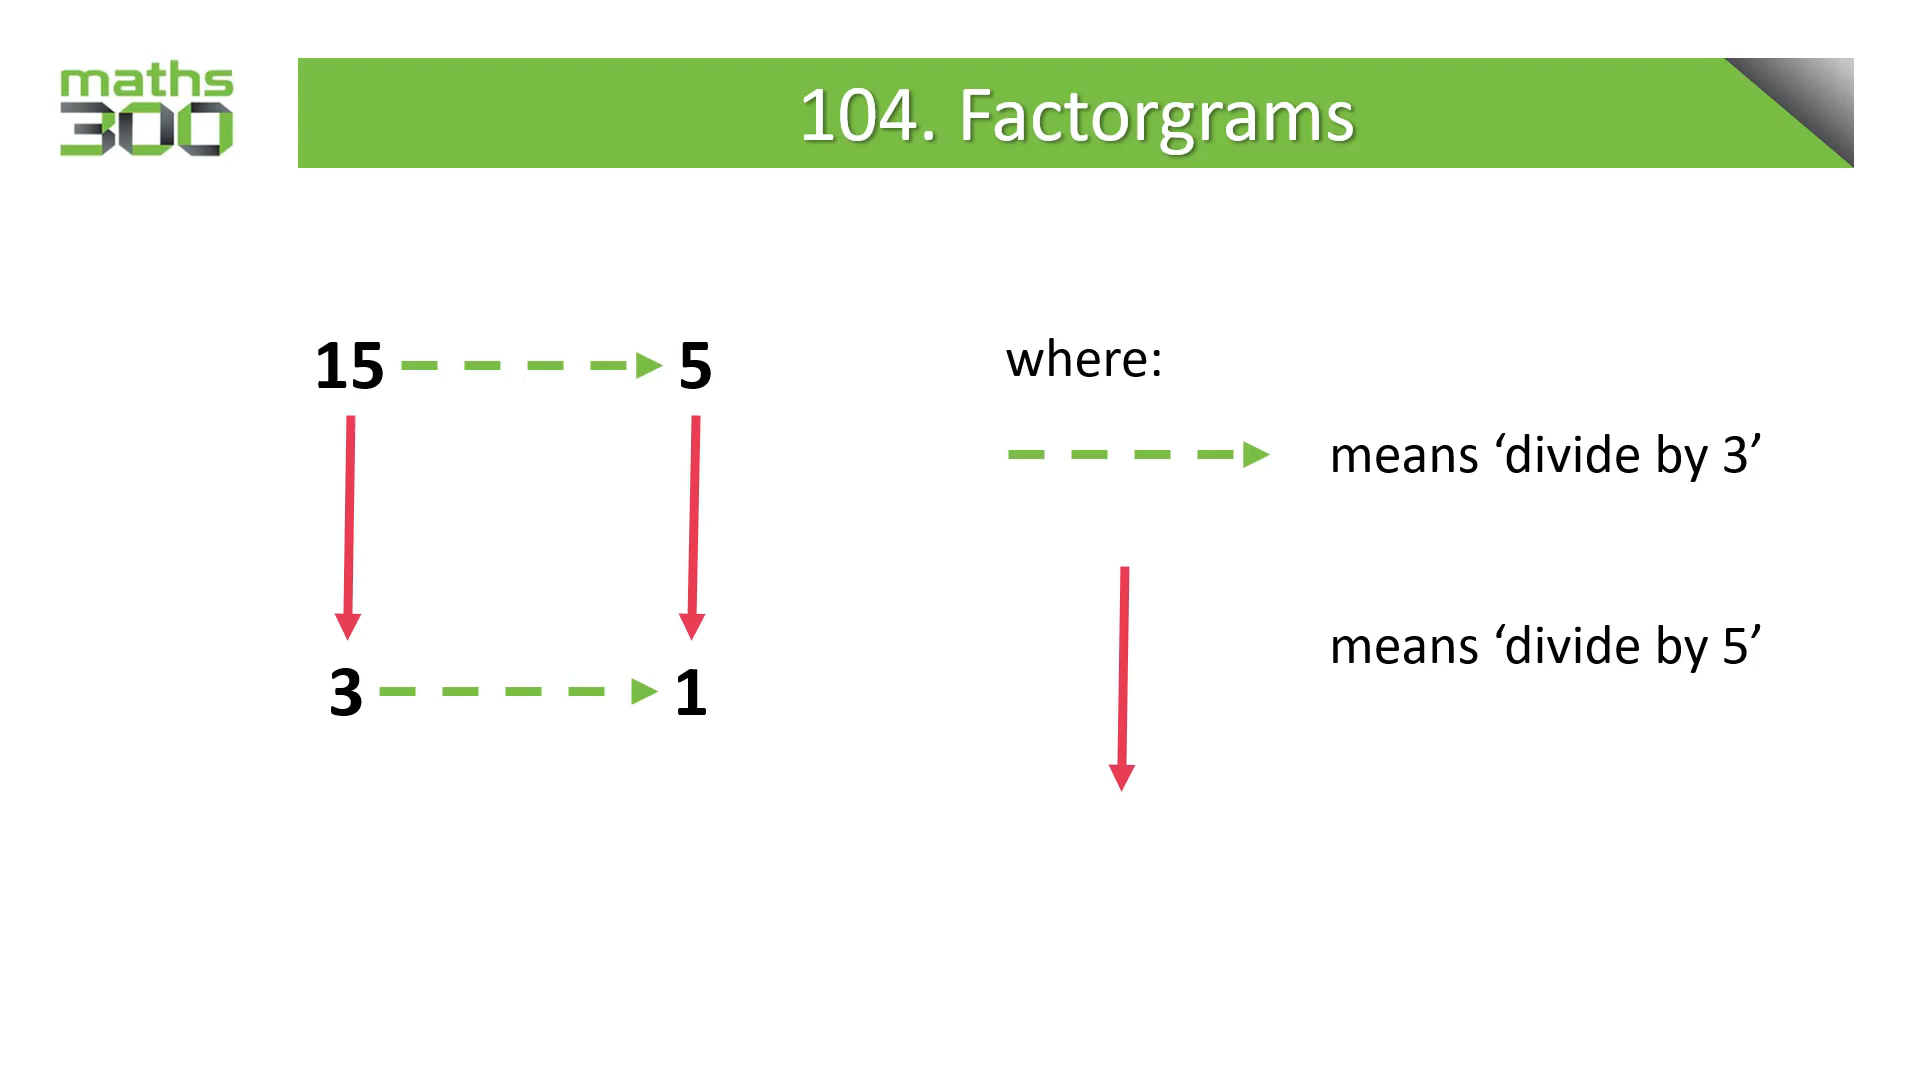 maths
300
104. Factorgrams
15 5
3 1
where:
means ‘divide by 3’
means ‘divide by 5’